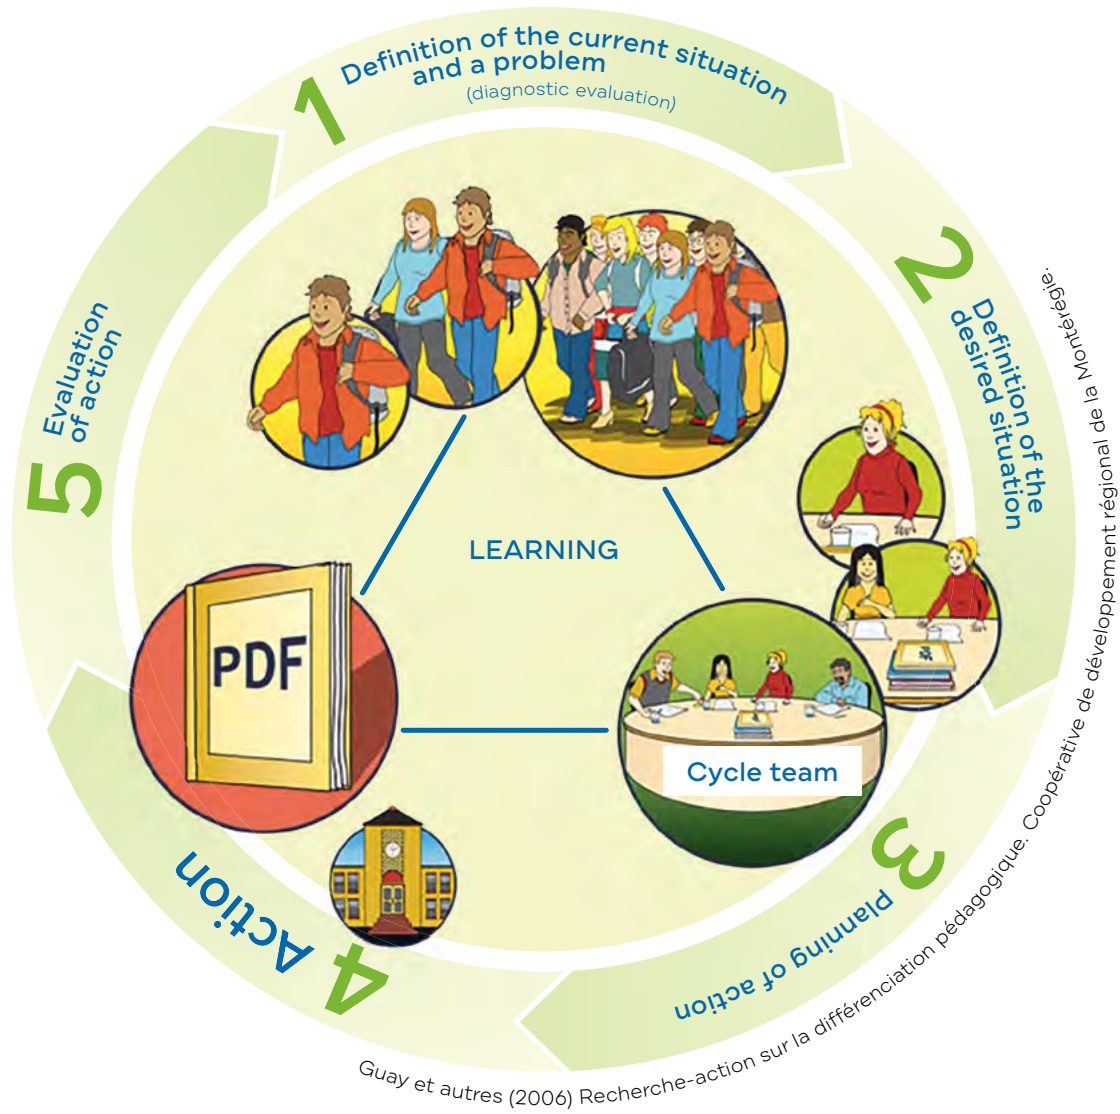 1
Definition of the current situation
and a problem
(diagnostic evaluation)
2
Definition of the
desired situation
3
Planning of action
4
Action
5
Evaluation
of action
LEARNING
PDF
Cycle team
Guay et autres (2006) Recherche-action sur la différenciation pédagogique. Coopérative de développement régional de la Montérégie.